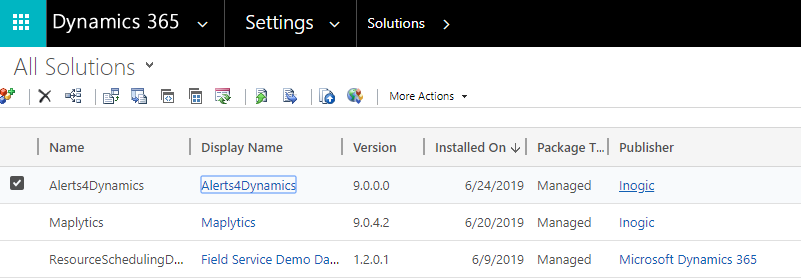 Dynamics 365 Settings Solutions
All Solutions
More Actions
Name Display Name Version Installed On Package T... Publisher
Alerts4Dynamics Alerts4Dynamics 9.0.0.0 6/24/2019 Managed Inogic
Maplytics Maplytics 9.0.4.2 6/20/2019 Managed Inogic
ResourceSchedulingD... Field Service Demo Da... 1.2.0.1 6/9/2019 Managed Microsoft Dynamics 365